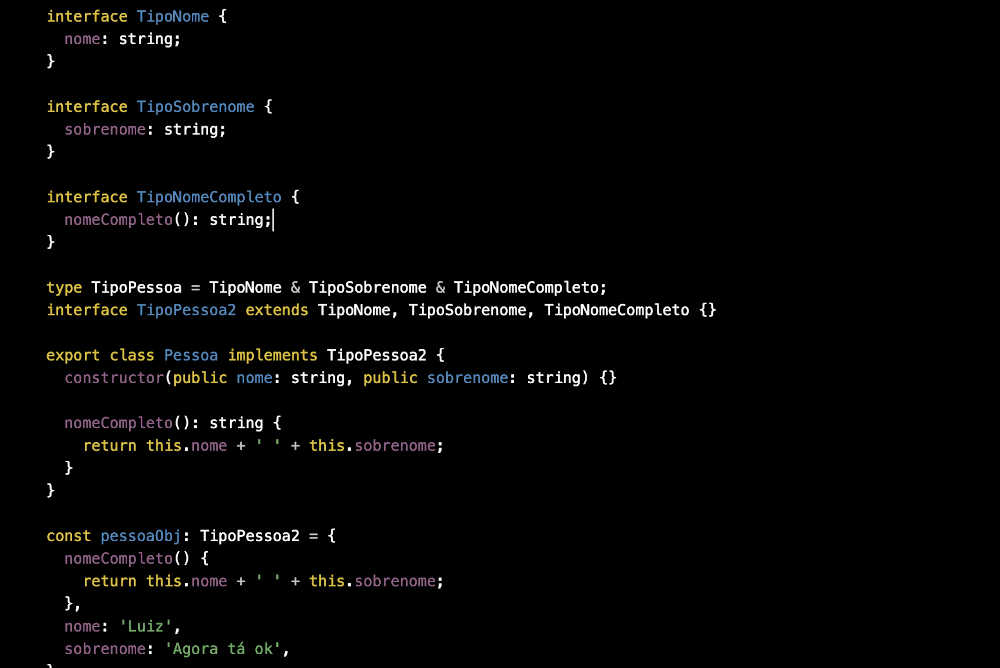 interface TipoNome {
  nome: string;
}

interface TipoSobrenome {
  sobrenome: string;
}

interface TipoNomeCompleto {
  nomeCompleto(): string;
}

type TipoPessoa = TipoNome & TipoSobrenome & TipoNomeCompleto;
interface TipoPessoa2 extends TipoNome, TipoSobrenome, TipoNomeCompleto {}

export class Pessoa implements TipoPessoa2 {
  constructor(public nome: string, public sobrenome: string) {}

  nomeCompleto(): string {
    return this.nome + ' ' + this.sobrenome;
  }
}

const pessoaObj: TipoPessoa2 = {
  nomeCompleto() {
    return this.nome + ' ' + this.sobrenome;
  },
  nome: 'Luiz',
  sobrenome: 'Agora tá ok',